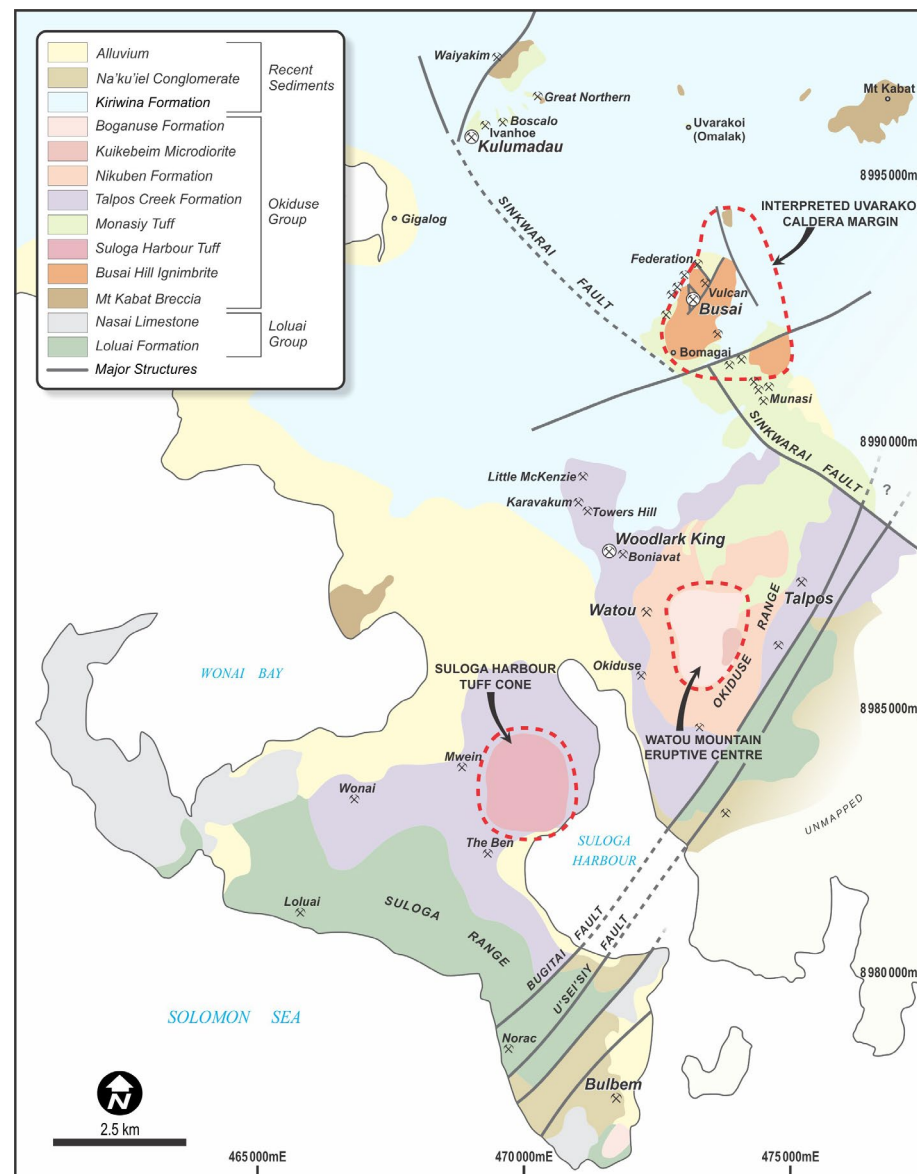 Alluvium
Na'ku'iel Conglomerate
Kiriwina Formation
Recent
Sediments
Boganuse Formation
Kuikebeim Microdiorite
Nikuben Formation
Talpos Creek Formation
Monasiy Tuff
Suloga Harbour Tuff
Busai Hill Ignimbrite
Mt Kabat Breccia
Okiduse
Group
Nasai Limestone
Loluai Formation
Loluai
Group
Major Structures
Waiyakim
Great Northern
Boscalo
Ivanhoe
Kulumadau
Uvarakoi
(Omalak)
Mt Kabat
8 995 000m
Gigalog
SINKWARAI FAULT
INTERPRETED UVARAKO
CALDERA MARGIN
Federation
Vulcan
Busai
Bomagai
Munasi
SINKWARAI FAULT
8 990 000m
?
Little McKenzie
Karavakum
Towers Hill
Woodlark King
Boniavat
Watou
Talpos
OKIDUSE RANGE
Okiduse
WONAI BAY
SULOGA HARBOUR
TUFF CONE
8 985 000m
WATOU MOUNTAIN
ERUPTIVE CENTRE
Mwein
Wonai
The Ben
UNMAPPED
SULOGA
HARBOUR
Loluai
SULOGA
RANGE
BUGITAI FAULT
U'SEI'SIY FAULT
8 980 000m
SOLOMON SEA
Norac
Bulbem
N
2.5 km
465 000mE
470 000mE
475 000mE